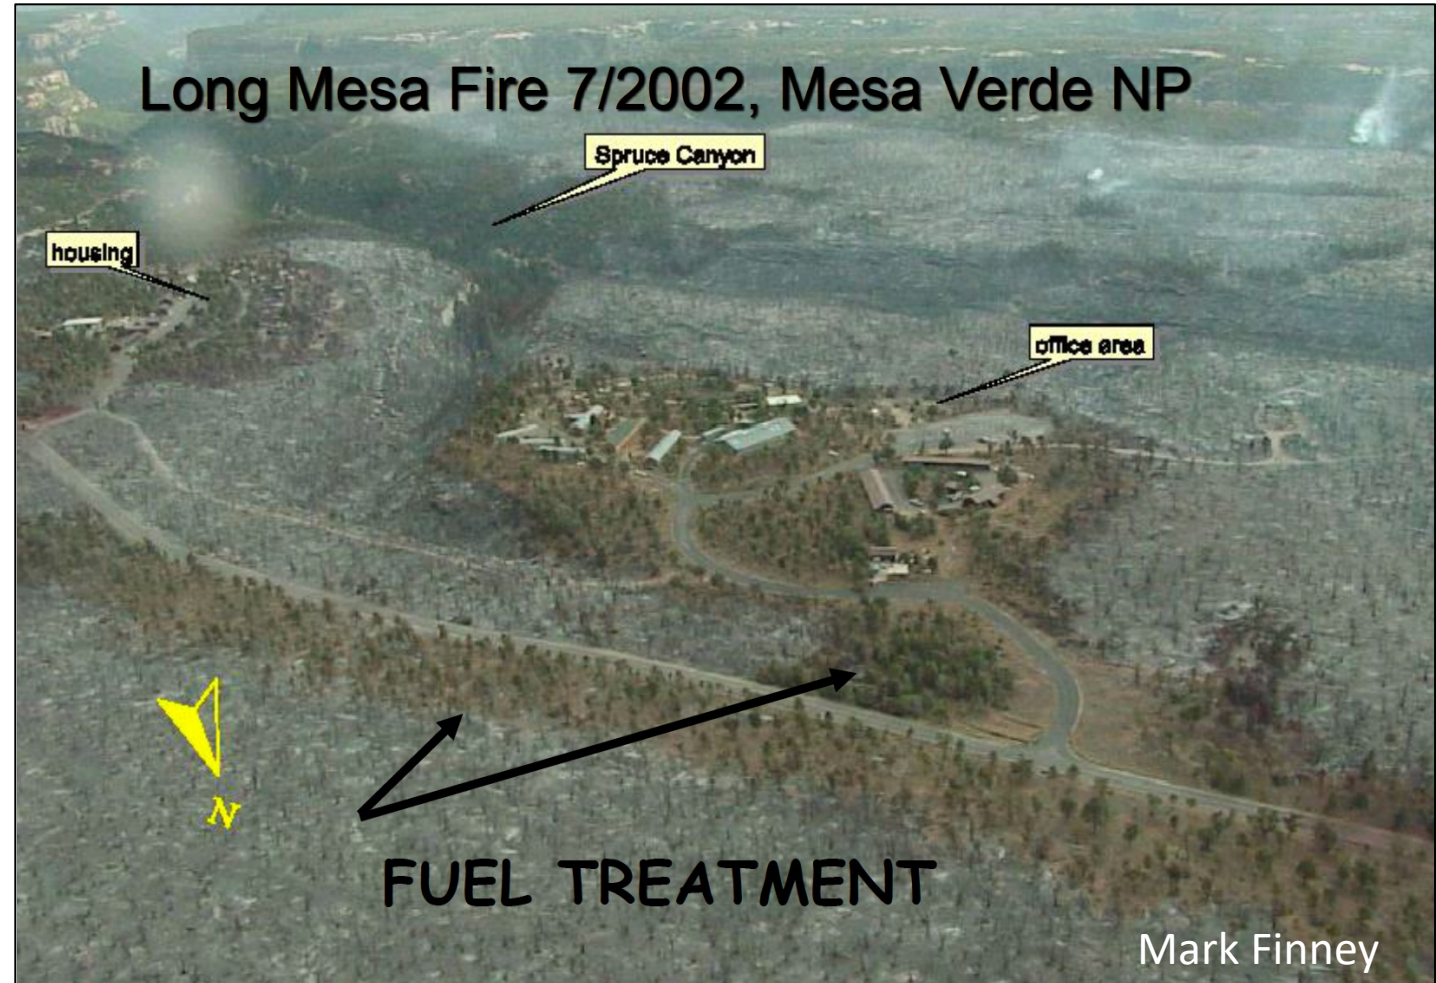 Long Mesa Fire 7/2002, Mesa Verde NP
Spruce Canyon
housing
office area
N
FUEL TREATMENT
Mark Finney